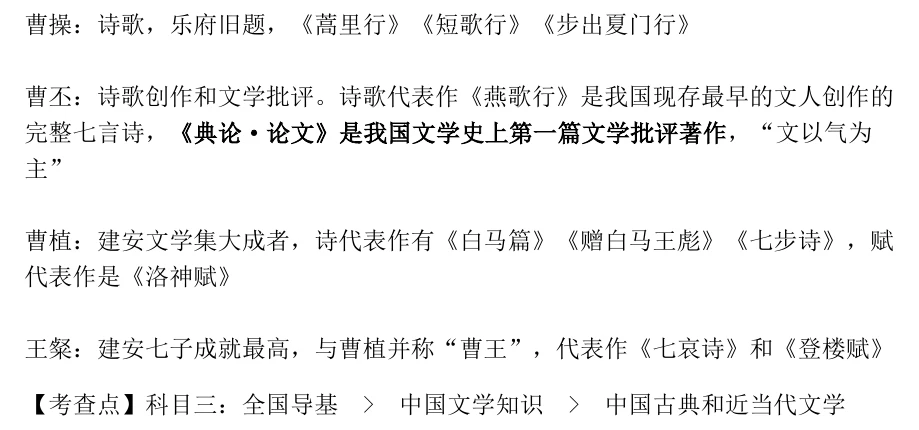 曹操：诗歌，乐府旧题，《蒿里行》《短歌行》《步出夏门行》
曹丕：诗歌创作和文学批评。诗歌代表作《燕歌行》是我国现存最早的文人创作的
完整七言诗，《典论·论文》是我国文学史上第一篇文学批评著作，“文以气为
主”
曹植：建安文学集大成者，诗代表作有《白马篇》《赠白马王彪》《七步诗》，赋
代表作是《洛神赋》
王粲：建安七子成就最高，与曹植并称“曹王”，代表作《七哀诗》和《登楼赋》
【考查点】科目三：全国导基 > 中国文学知识 > 中国古典和近当代文学